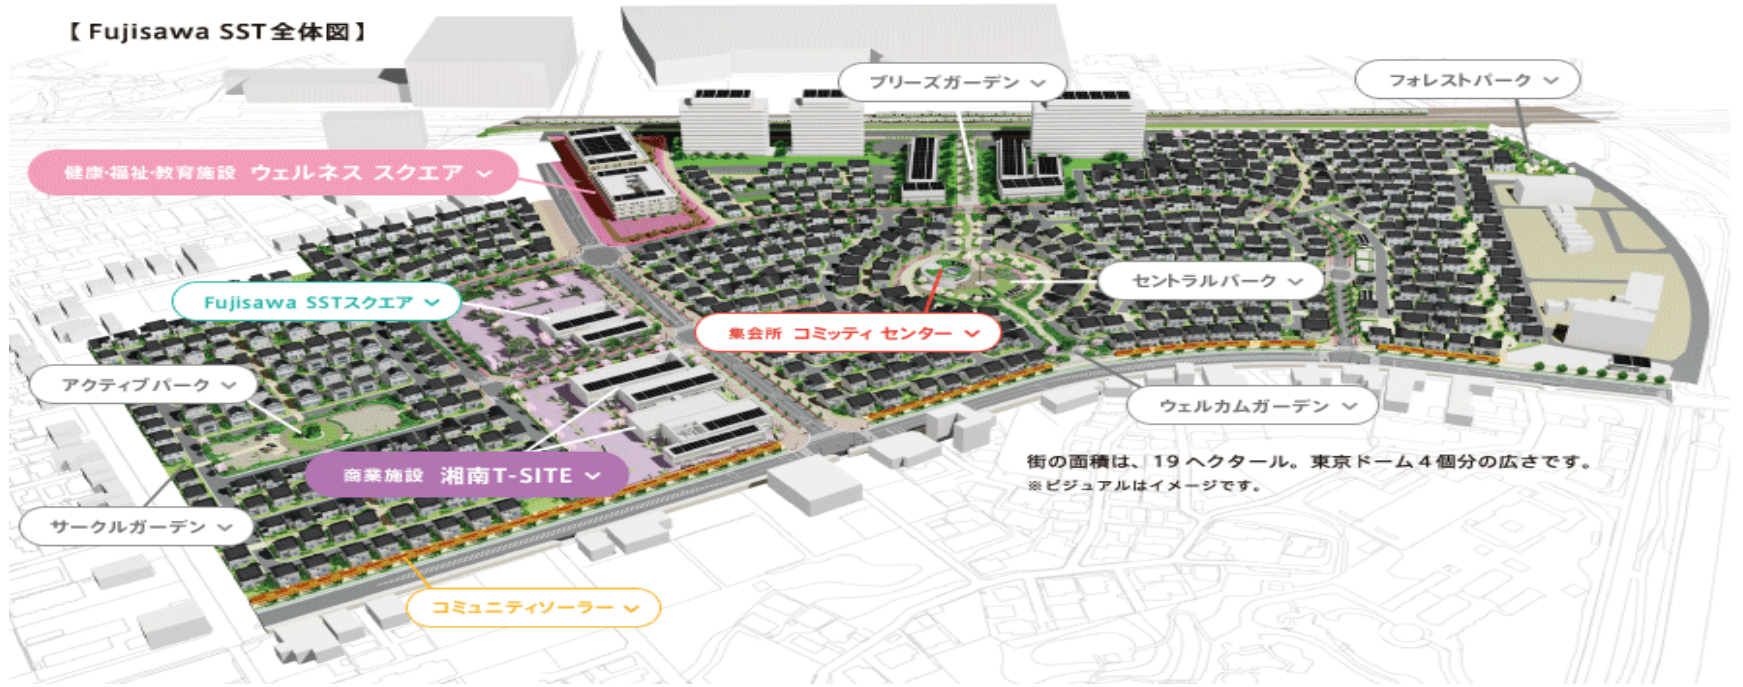 【 Fujisawa SST全体図】
ブリーズガーデン
フォレストパーク
健康・福祉・教育施設 ウェルネス スクエア
セントラルパーク
Fujisawa SSTスクエア
集会所 コミッティ センター
アクティブパーク
ウェルカムガーデン
街の面積は、19ヘクタール。東京ドーム4個分の広さです。
※ビジュアルはイメージです。
商業施設 湘南T-SITE
サークルガーデン
コミュニティソーラー